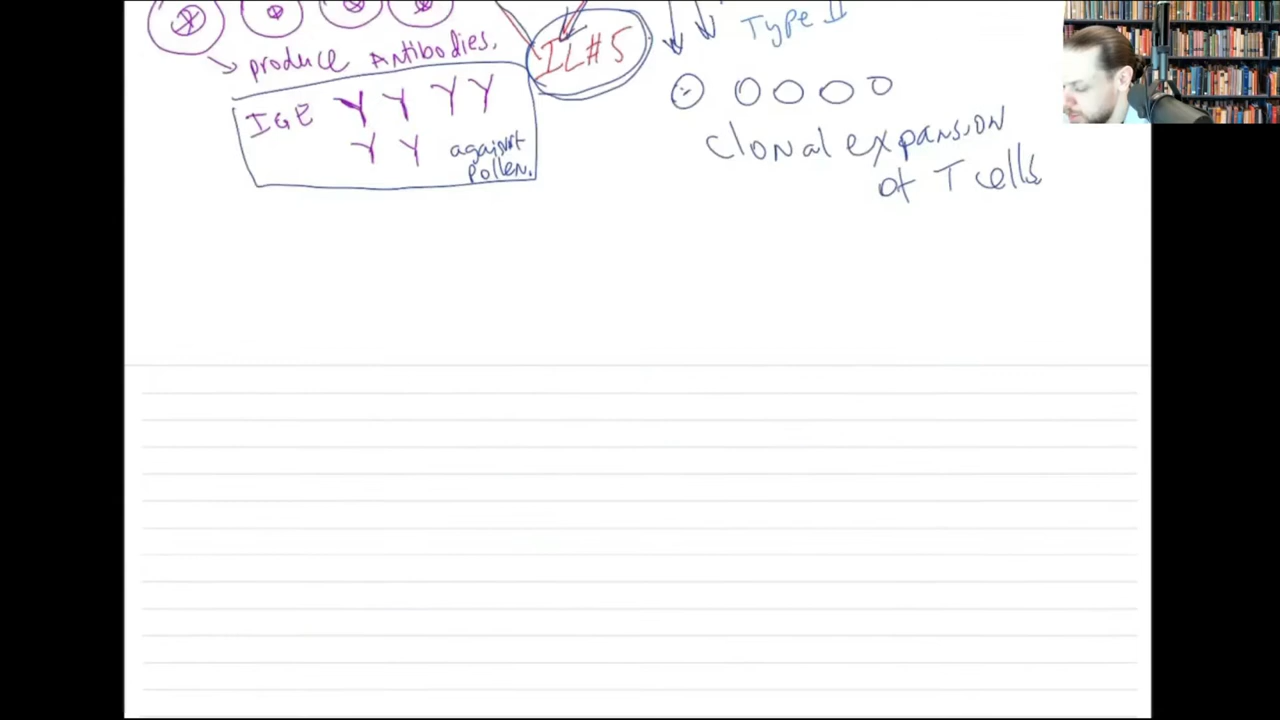 Type II
IL#5
produce Antibodies.
IGE
against
pollen.
clonal expansion
of T cells